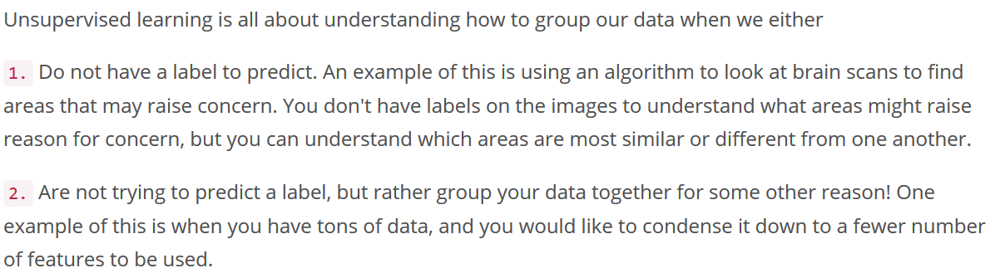 Unsupervised learning is all about understanding how to group our data when we either
1. Do not have a label to predict. An example of this is using an algorithm to look at brain scans to find
areas that may raise concern. You don't have labels on the images to understand what areas might raise
reason for concern, but you can understand which areas are most similar or different from one another.
2. Are not trying to predict a label, but rather group your data together for some other reason! One
example of this is when you have tons of data, and you would like to condense it down to a fewer number
of features to be used.